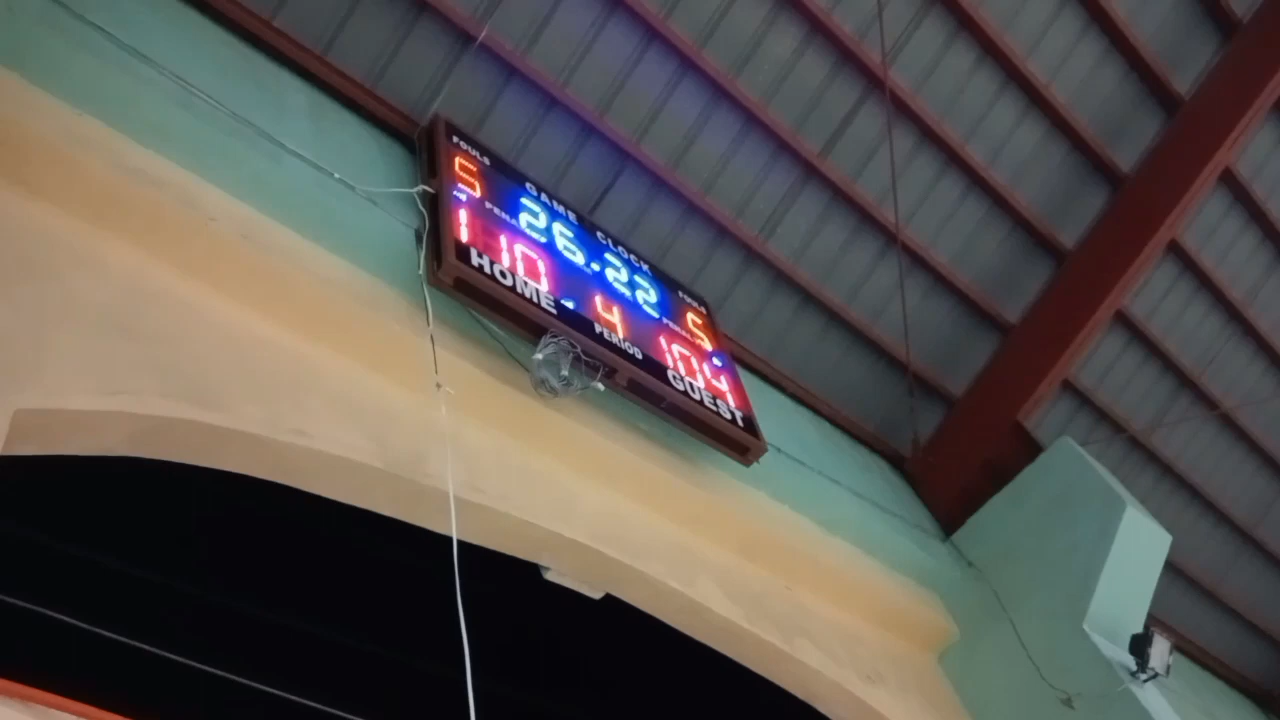 FOULS
5
GAME CLOCK
26.22
FOULS
5
110
HOME
4
PERIOD
104
GUEST